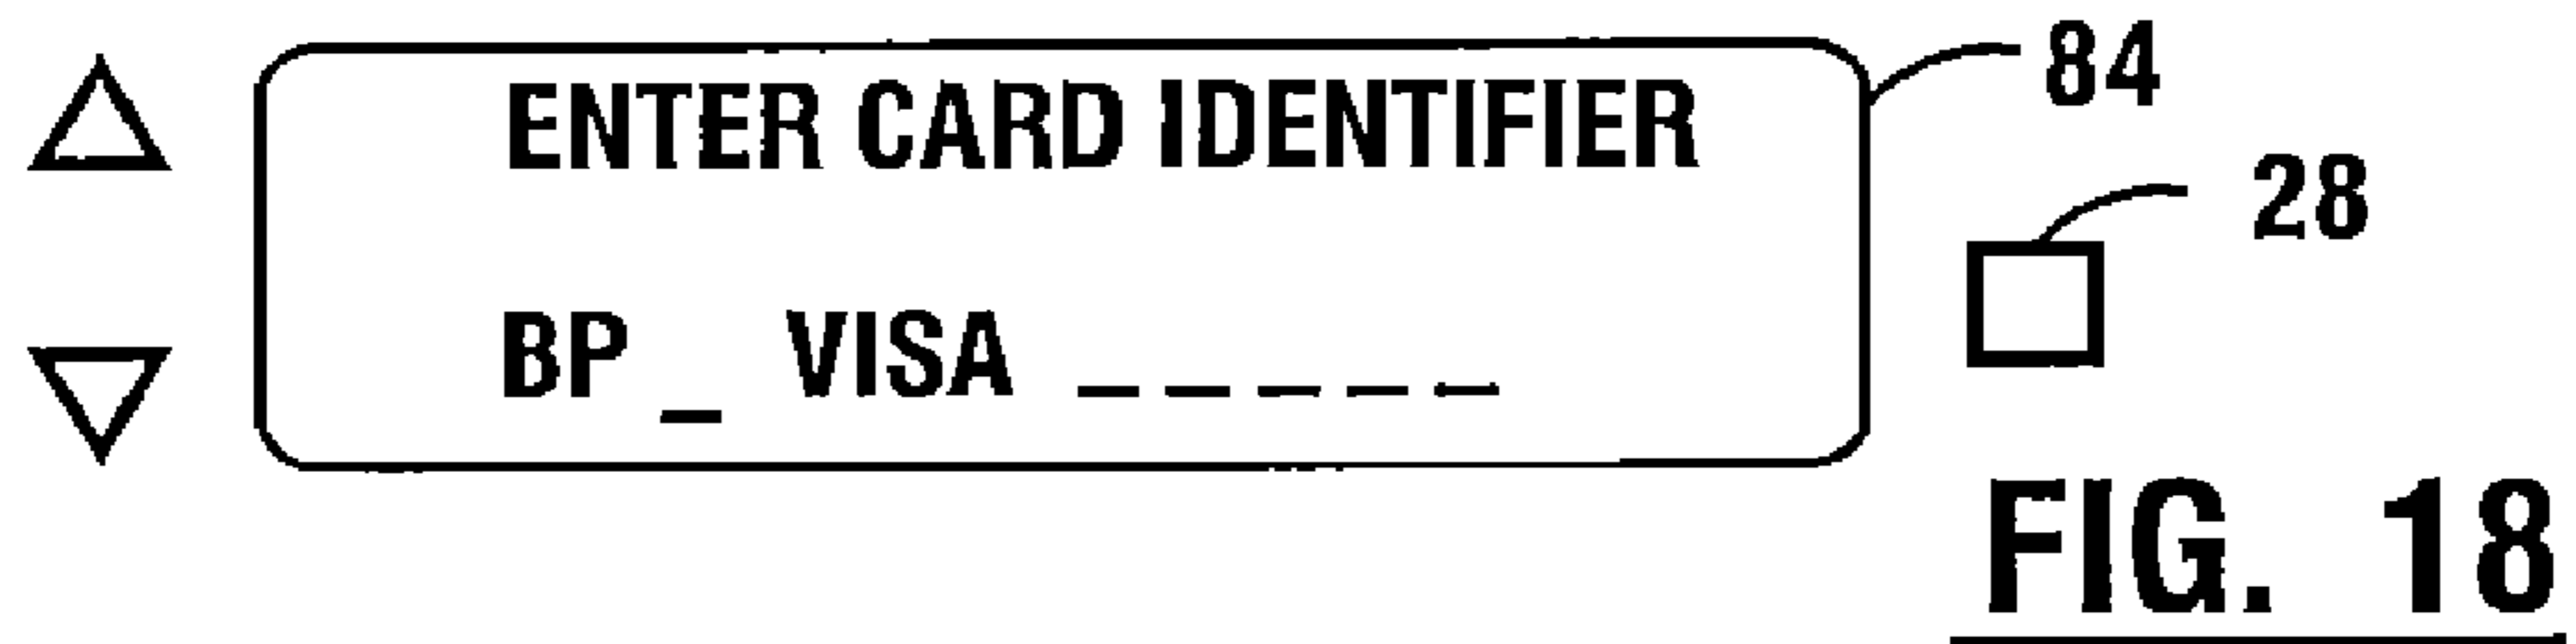 ENTER CARD IDENTIFIER
84
28
BP _ VISA _ _ _ _ _
FIG. 18